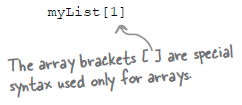 myList[1]
The array brackets [ ] are special
syntax used only for arrays.